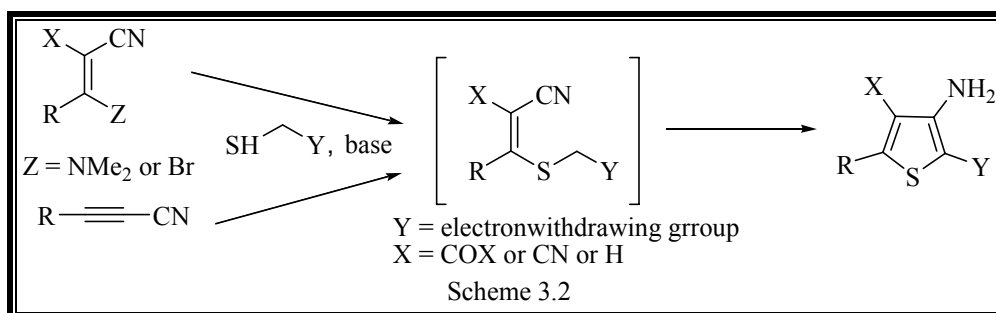 X CN
R Z
Z = NMe2 or Br
R CN
SH Y, base
X CN
R S Y
Y = electronwithdrawing grroup
X = COX or CN or H
X NH2
R S Y
Scheme 3.2